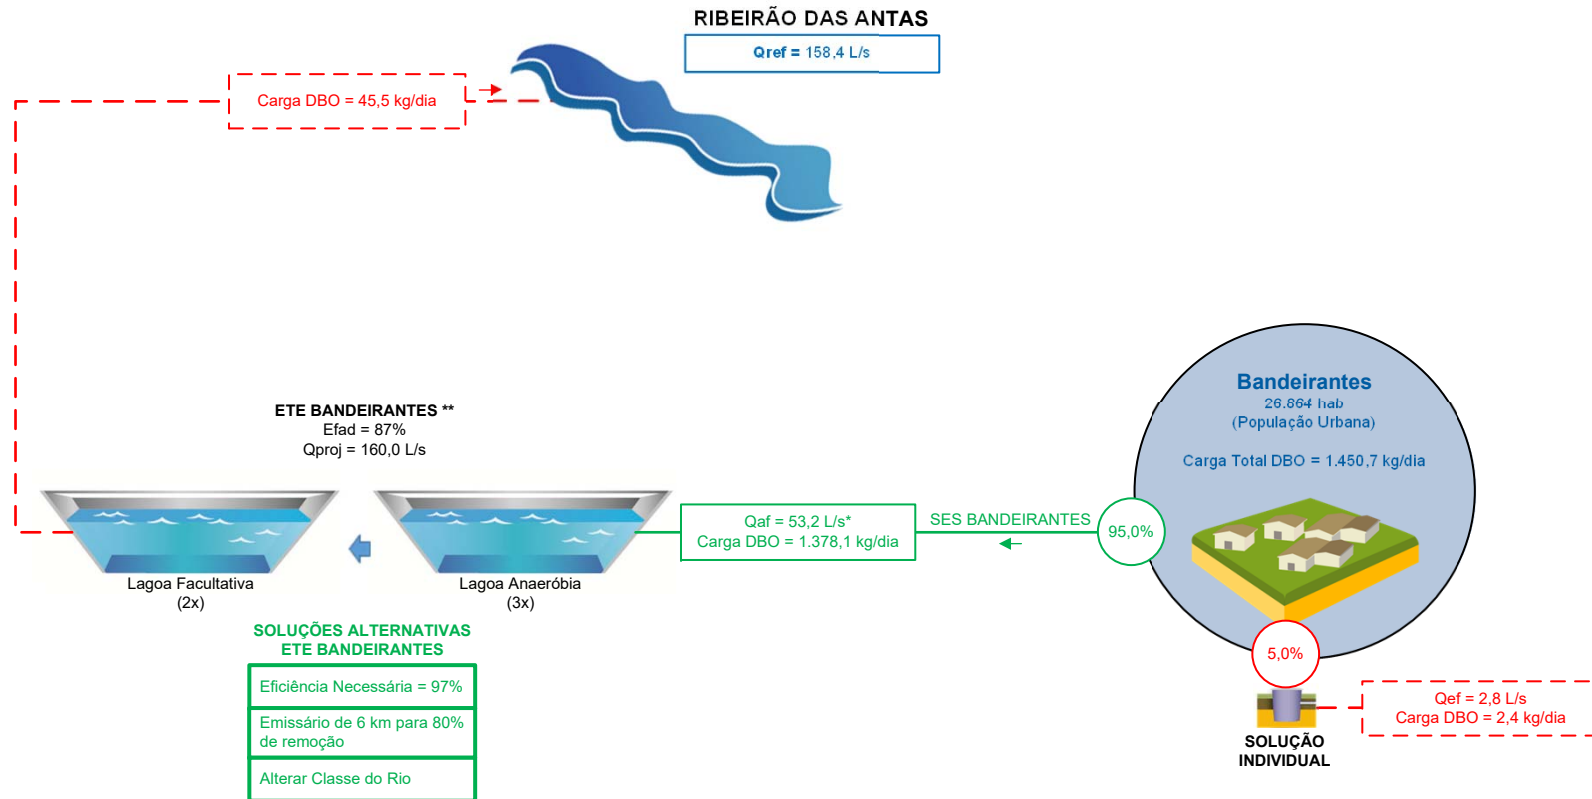 RIBEIRÃO DAS ANTAS
Qref = 158,4 L/s
Carga DBO = 45,5 kg/dia
Bandeirantes
26.864 hab
(População Urbana)
Carga Total DBO = 1.450,7 kg/dia
ETE BANDEIRANTES **
Efad = 87%
Qproj = 160,0 L/s
Qaf = 53,2 L/s*
Carga DBO = 1.378,1 kg/dia
SES BANDEIRANTES
95,0%
Lagoa Facultativa
(2x)
Lagoa Anaeróbia
(3x)
SOLUÇÕES ALTERNATIVAS
ETE BANDEIRANTES
Eficiência Necessária = 97%
Emissário de 6 km para 80%
de remoção
Alterar Classe do Rio
5,0%
Qef = 2,8 L/s
Carga DBO = 2,4 kg/dia
SOLUÇÃO
INDIVIDUAL